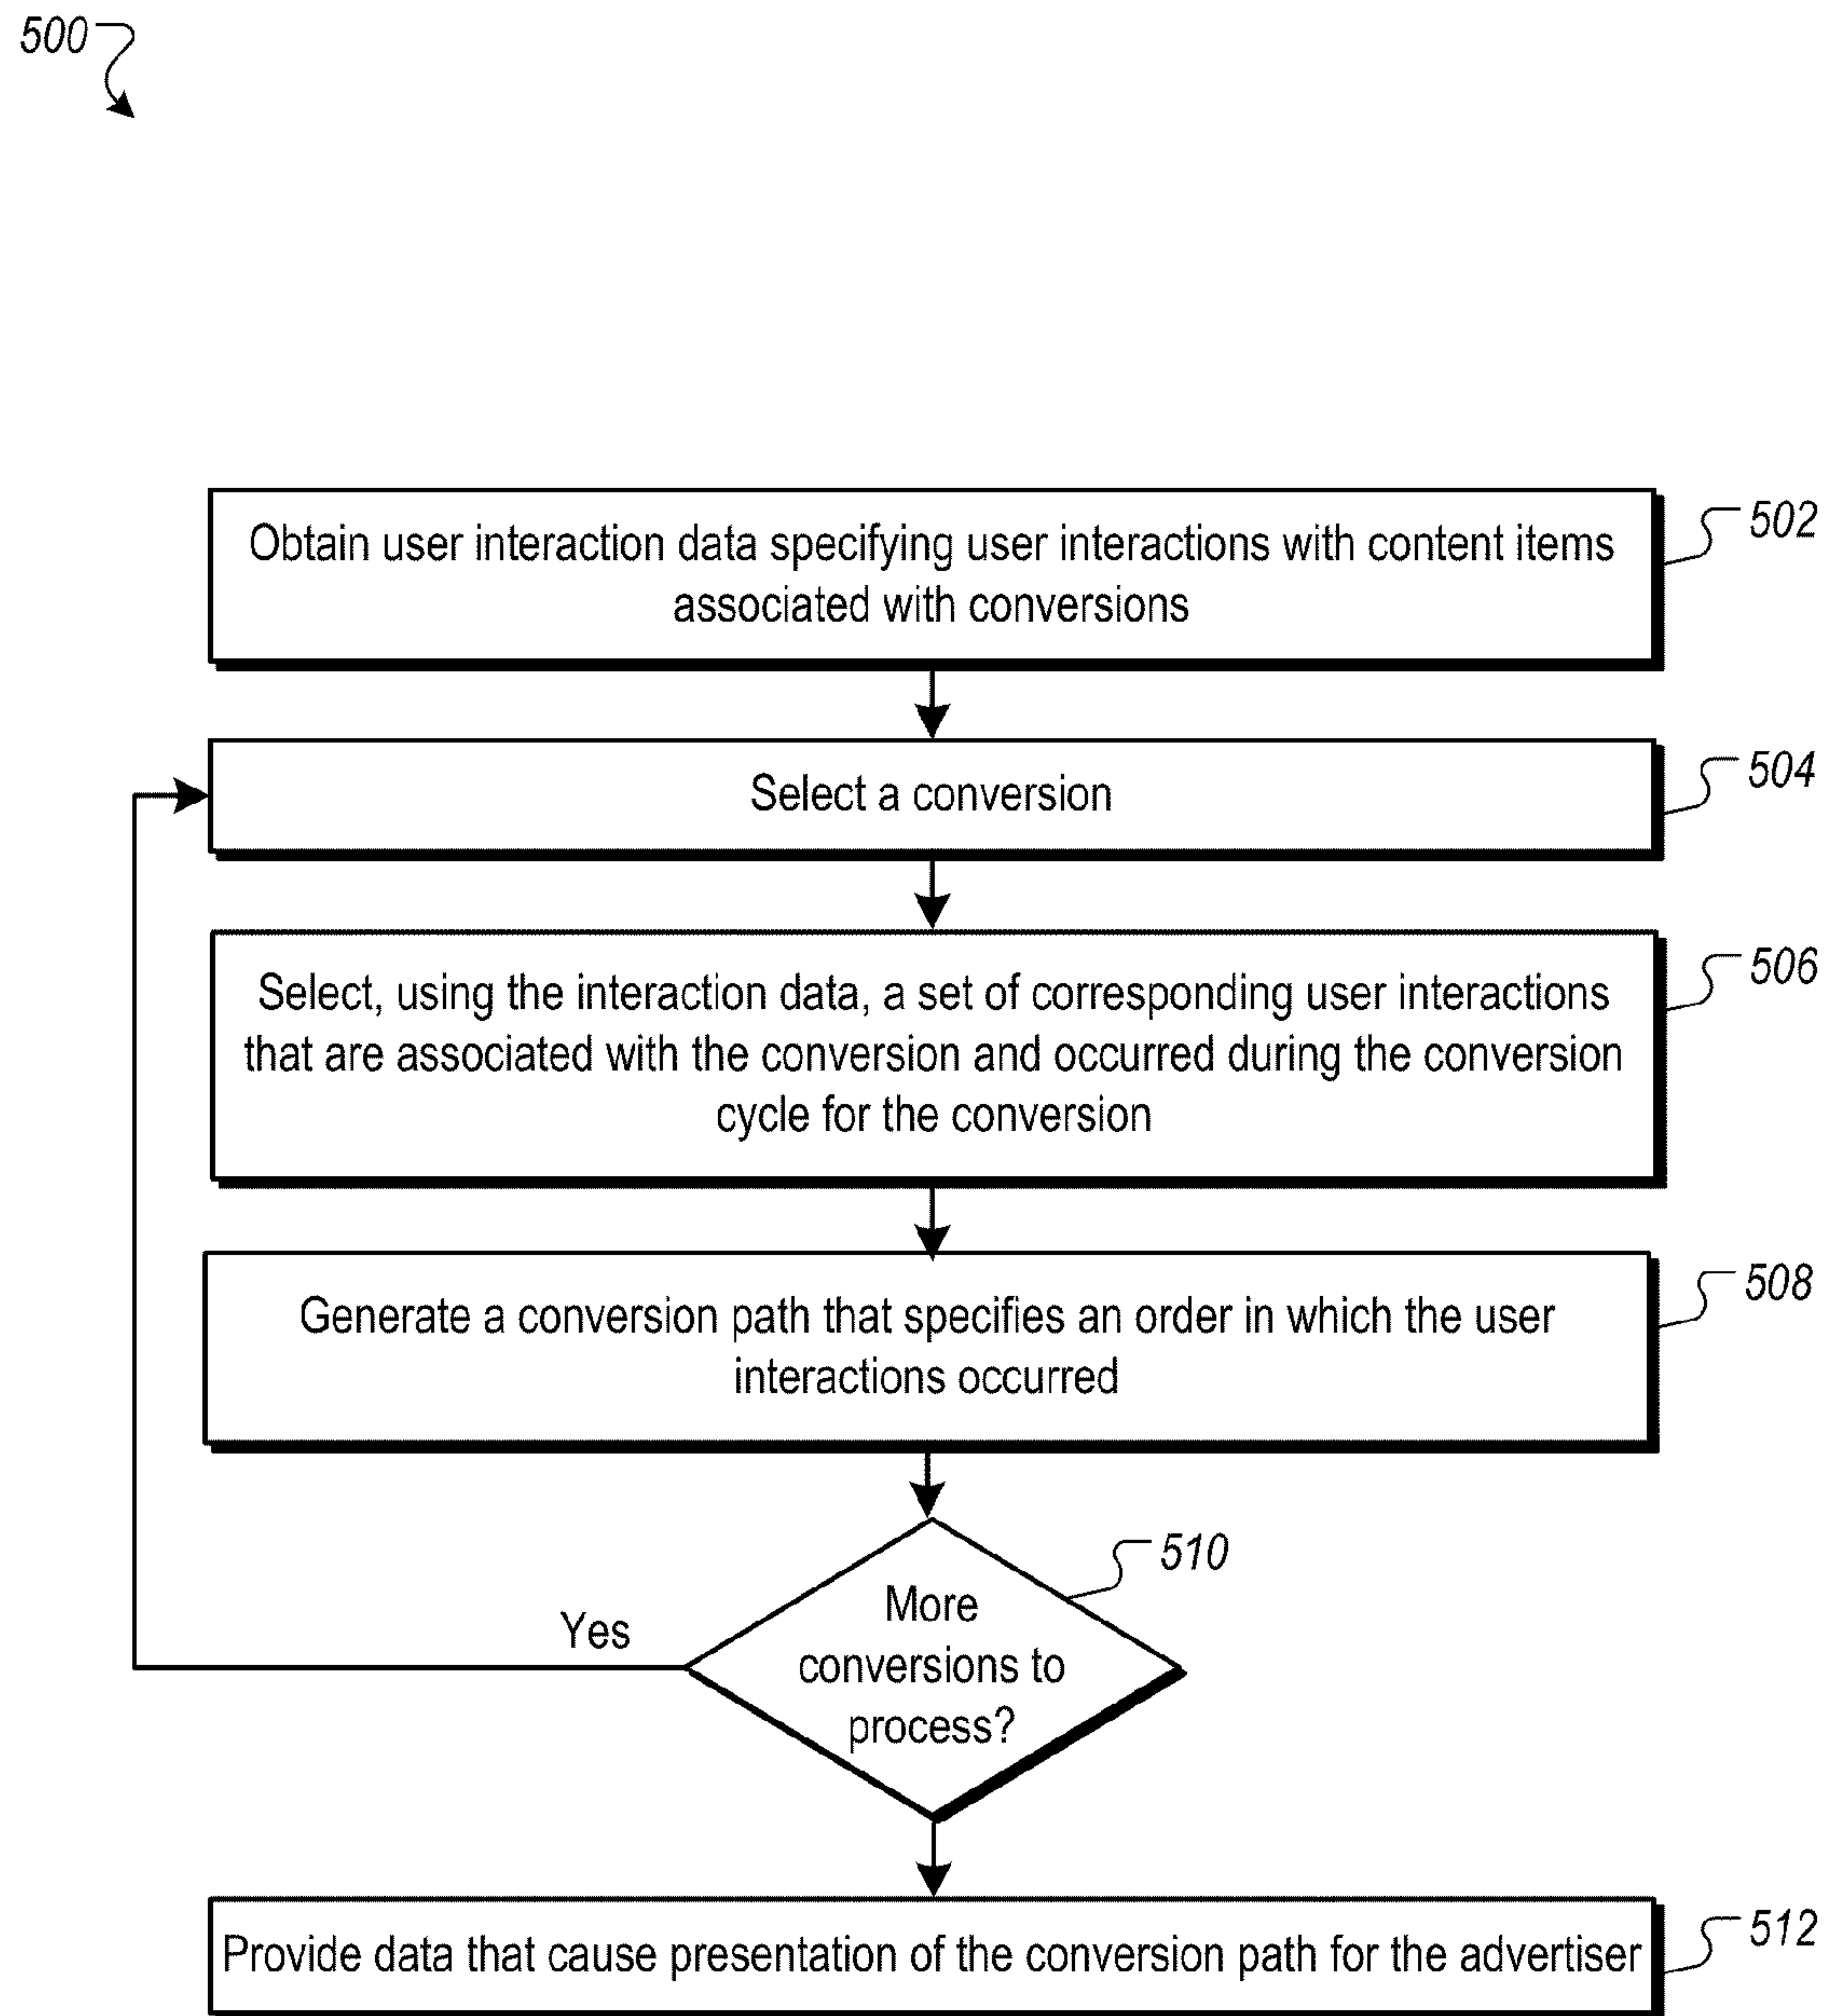 500
Obtain user interaction data specifying user interactions with content items
associated with conversions
502
Select a conversion
504
Select, using the interaction data, a set of corresponding user interactions
that are associated with the conversion and occurred during the conversion
cycle for the conversion
506
Generate a conversion path that specifies an order in which the user
interactions occurred
508
More
conversions to
process?
510
Yes
Provide data that cause presentation of the conversion path for the advertiser
512